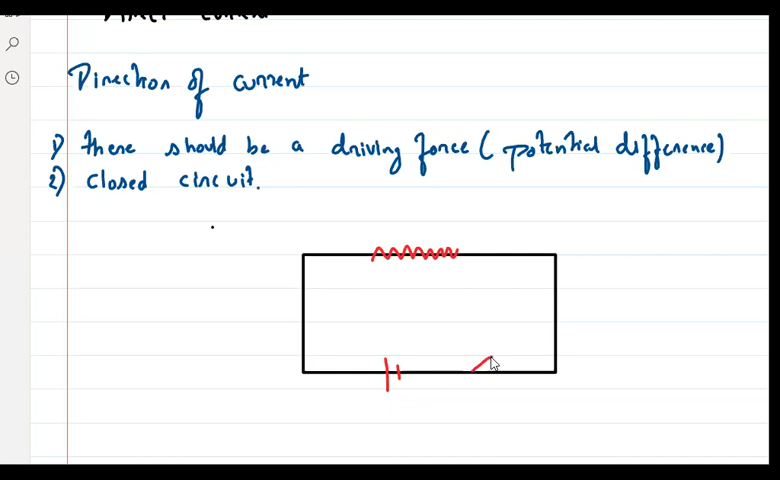 Direction of current
1) there should be a driving force (potential difference)
2) closed circuit.